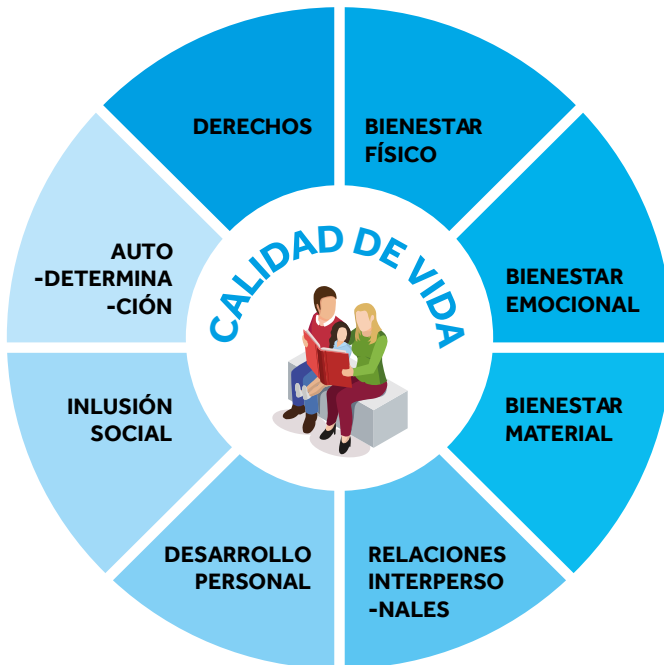 DERECHOS
BIENESTAR
FÍSICO
BIENESTAR
EMOCIONAL
BIENESTAR
MATERIAL
RELACIONES
INTERPERSO
-NALES
DESARROLLO
PERSONAL
INLUSIÓN
SOCIAL
AUTO
-DETERMINA
-CIÓN
CALIDAD DE VIDA